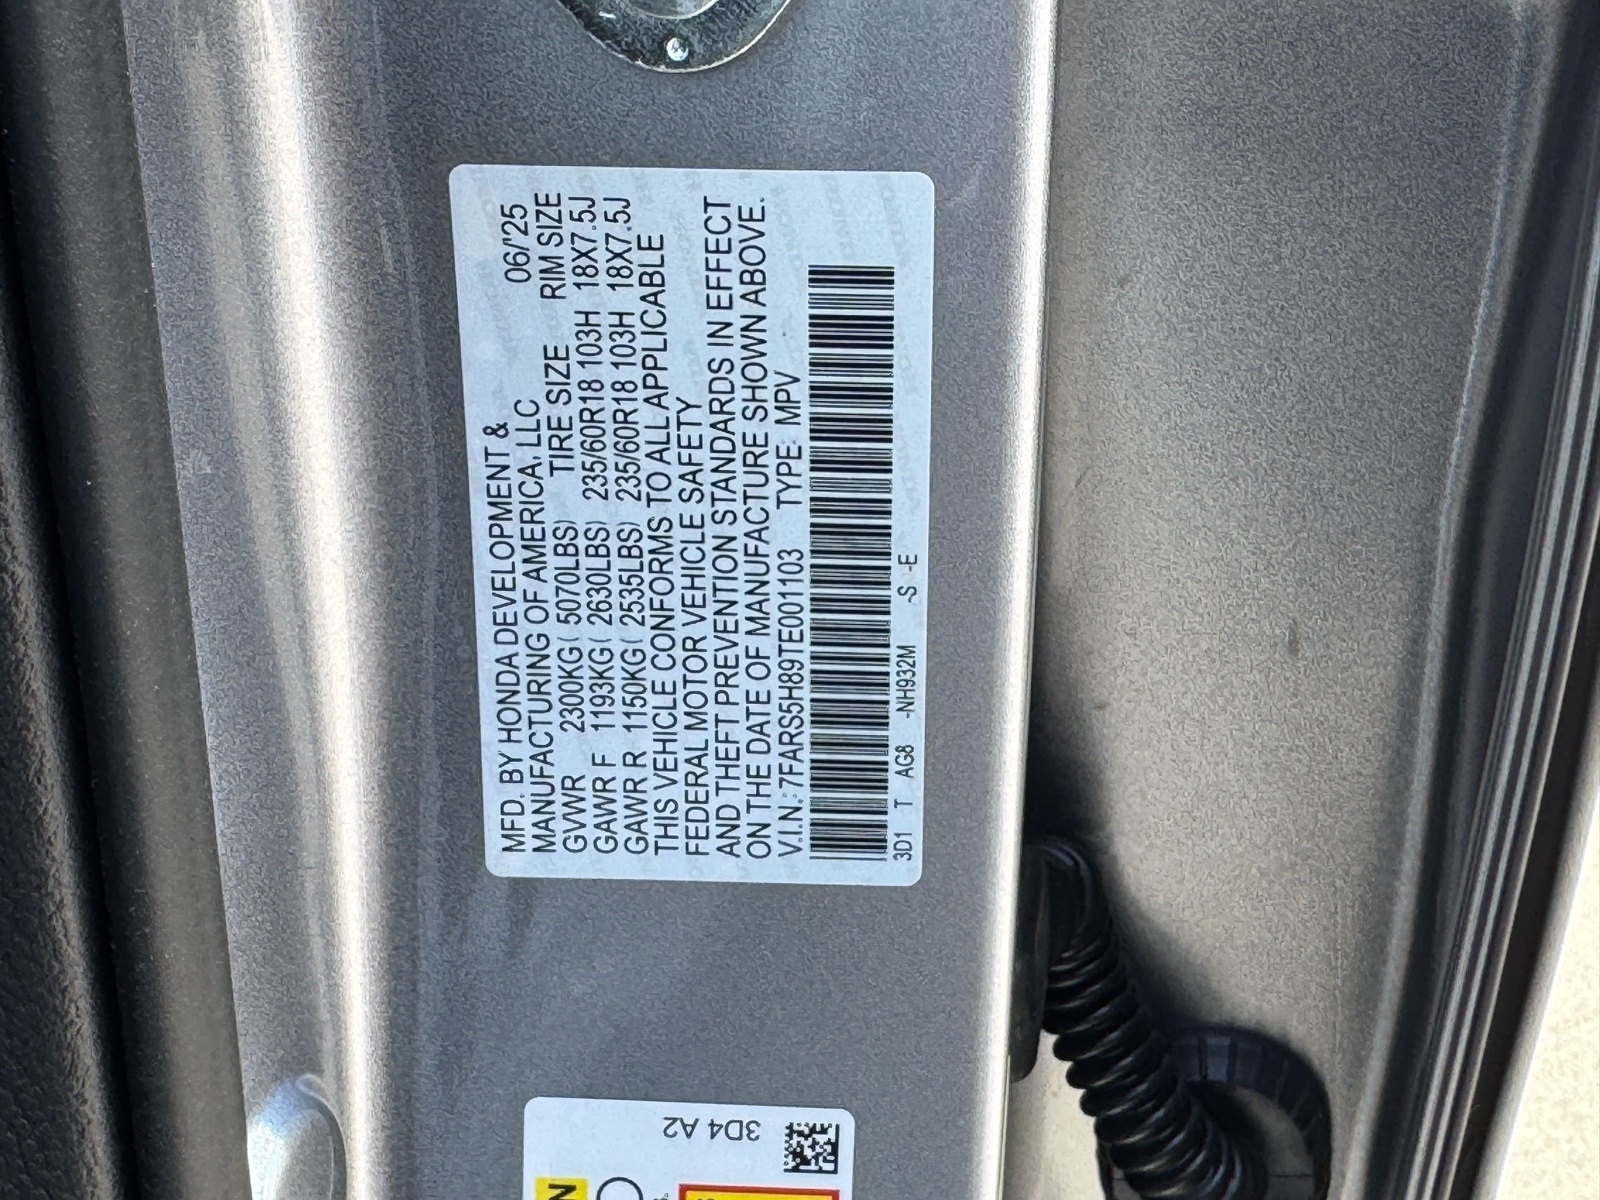 MFD. BY HONDA DEVELOPMENT &
MANUFACTURING OF AMERICA, LLC 06/'25
GVWR 2300KG ( 5070LBS) TIRE SIZE RIM SIZE
GAWR F 1193KG ( 2630LBS) 235/60R18 103H 18X7.5J
GAWR R 1150KG ( 2535LBS) 235/60R18 103H 18X7.5J
THIS VEHICLE CONFORMS TO ALL APPLICABLE
FEDERAL MOTOR VEHICLE SAFETY
AND THEFT PREVENTION STANDARDS IN EFFECT
ON THE DATE OF MANUFACTURE SHOWN ABOVE.
V.I.N.: 7FARS5H89TE001103 TYPE: MPV
3D1 T AG8 -NH932M -S -E
3D4 A2